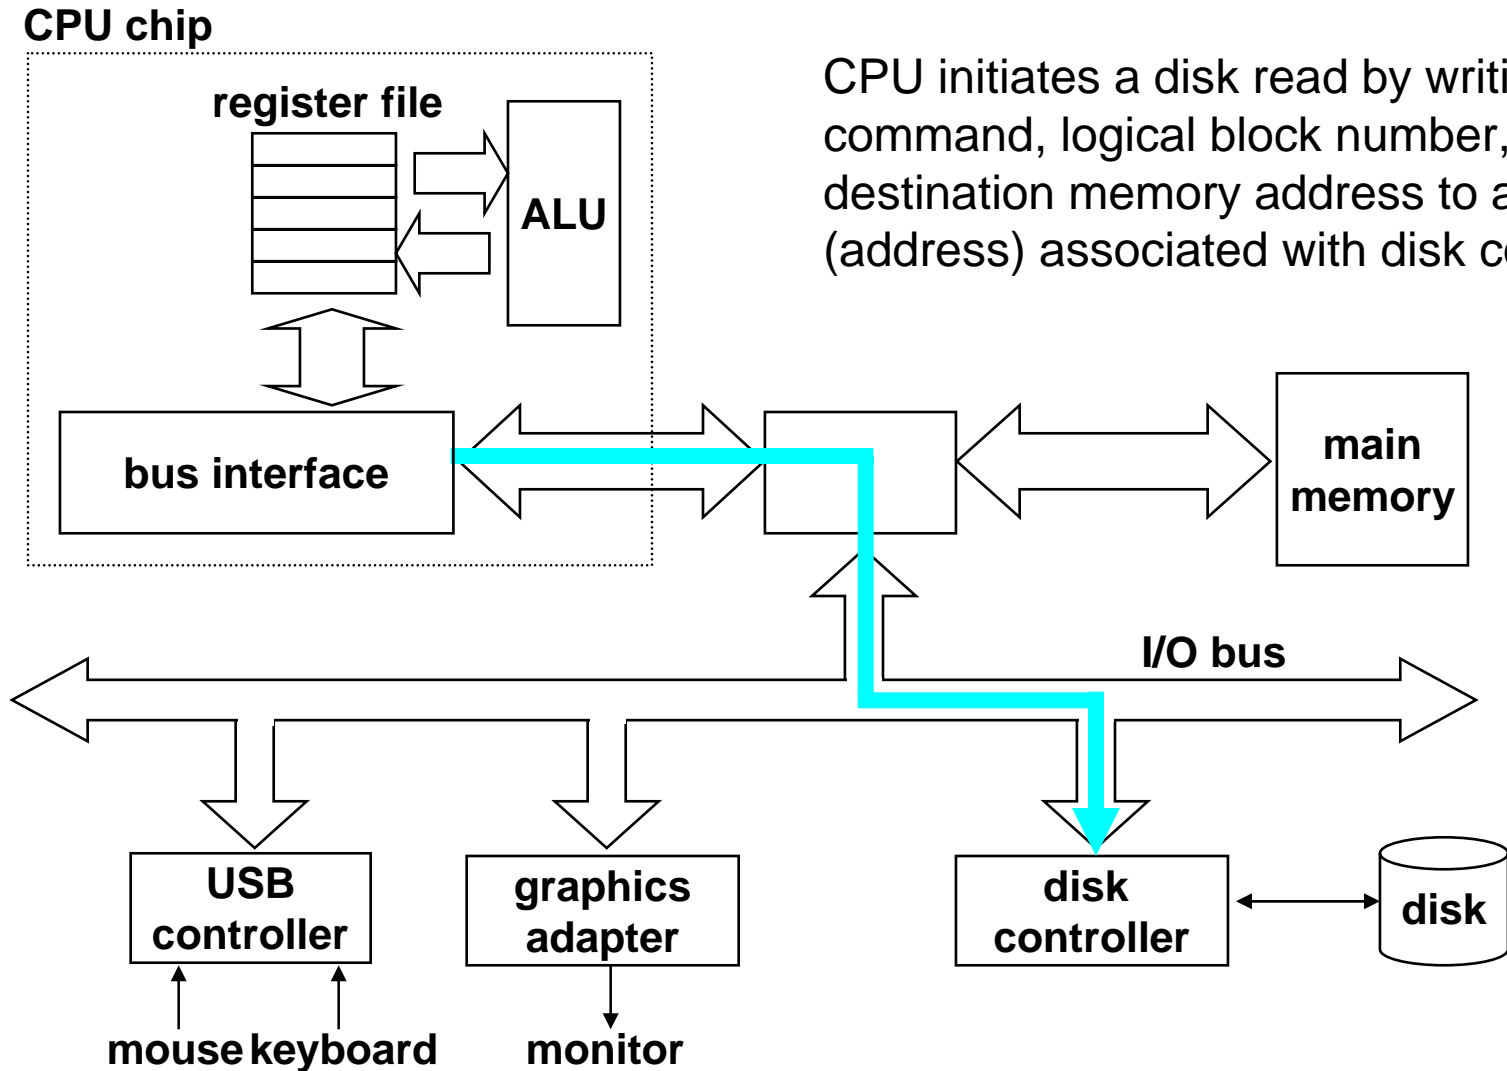 CPU chip
register file
ALU
CPU initiates a disk read by writi
command, logical block number,
destination memory address to a
(address) associated with disk co
bus interface
main
memory
I/O bus
USB
controller
graphics
adapter
disk
controller
disk
mouse keyboard
monitor